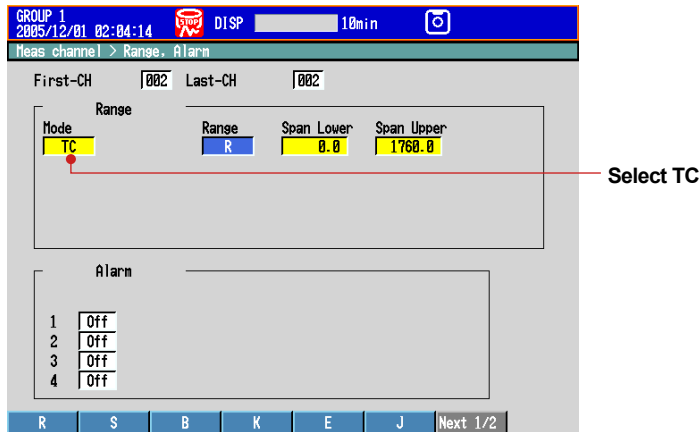 GROUP 1
2005/12/01 02:04:14 STOP DISP 10min
Meas channel > Range, Alarm
First-CH 002 Last-CH 002
Range
Mode Range Span Lower Span Upper
TC R 0.0 1760.0
Select TC
Alarm
1 Off
2 Off
3 Off
4 Off
R S B K E J Next 1/2